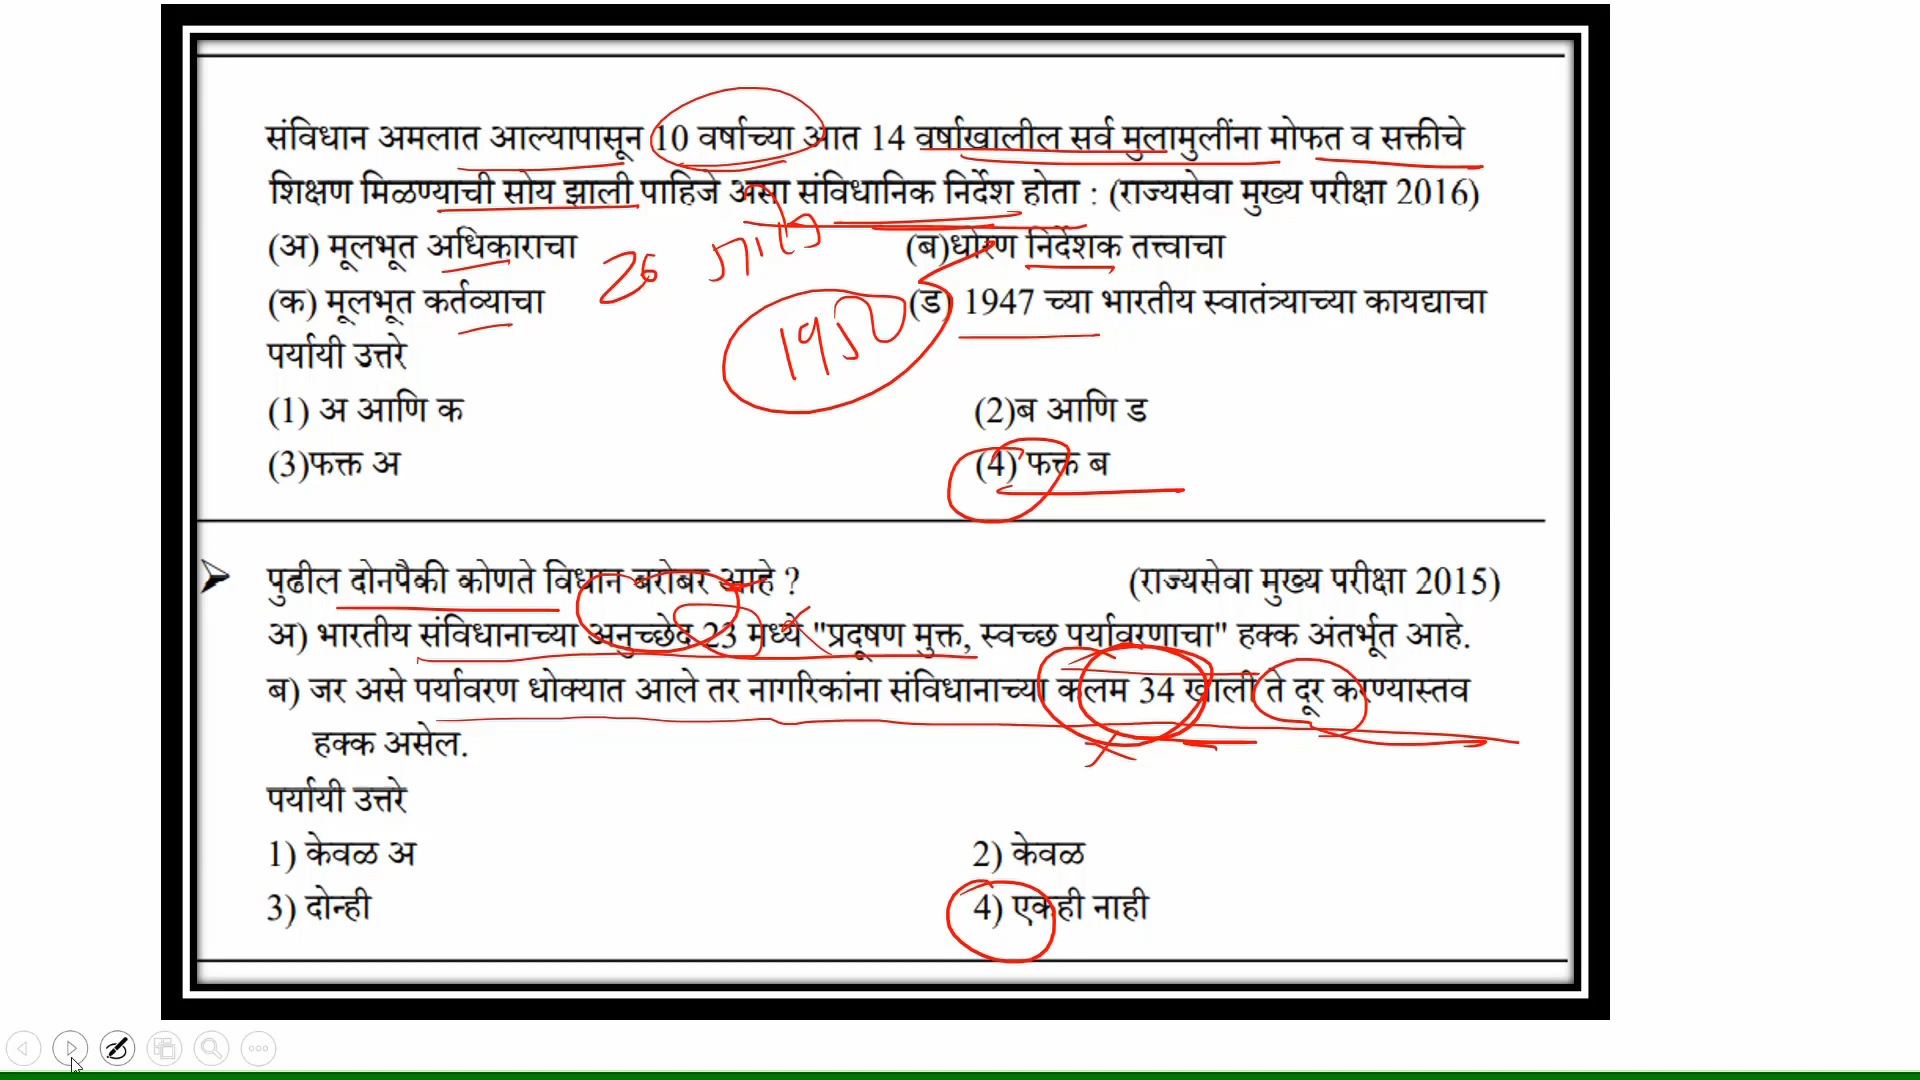 संविधान अमलात आल्यापासून 10 वर्षाच्या आत 14 वर्षाखालील सर्व मुलामुलींना मोफत व सक्तीचे
शिक्षण मिळण्याची सोय झाली पाहिजे असा संविधानिक निर्देश होता : (राज्यसेवा मुख्य परीक्षा 2016)
(अ) मूलभूत अधिकाराचा (ब)धोरण निर्देशक तत्त्वाचा
26 जाने
(क) मूलभूत कर्तव्याचा (ड) 1947 च्या भारतीय स्वातंत्र्याच्या कायद्याचा
1950
पर्यायी उत्तरे
(1) अ आणि क (2)ब आणि ड
(3)फक्त अ (4) फक्त ब
पुढील दोनपैकी कोणते विधान बरोबर आहे ? (राज्यसेवा मुख्य परीक्षा 2015)
अ) भारतीय संविधानाच्या अनुच्छेद 23 मध्ये "प्रदूषण मुक्त, स्वच्छ पर्यावरणाचा" हक्क अंतर्भूत आहे.
ब) जर असे पर्यावरण धोक्यात आले तर नागरिकांना संविधानाच्या कलम 34 खाली ते दूर करण्यास्तव
हक्क असेल.
पर्यायी उत्तरे
1) केवळ अ 2) केवळ
3) दोन्ही 4) एकही नाही